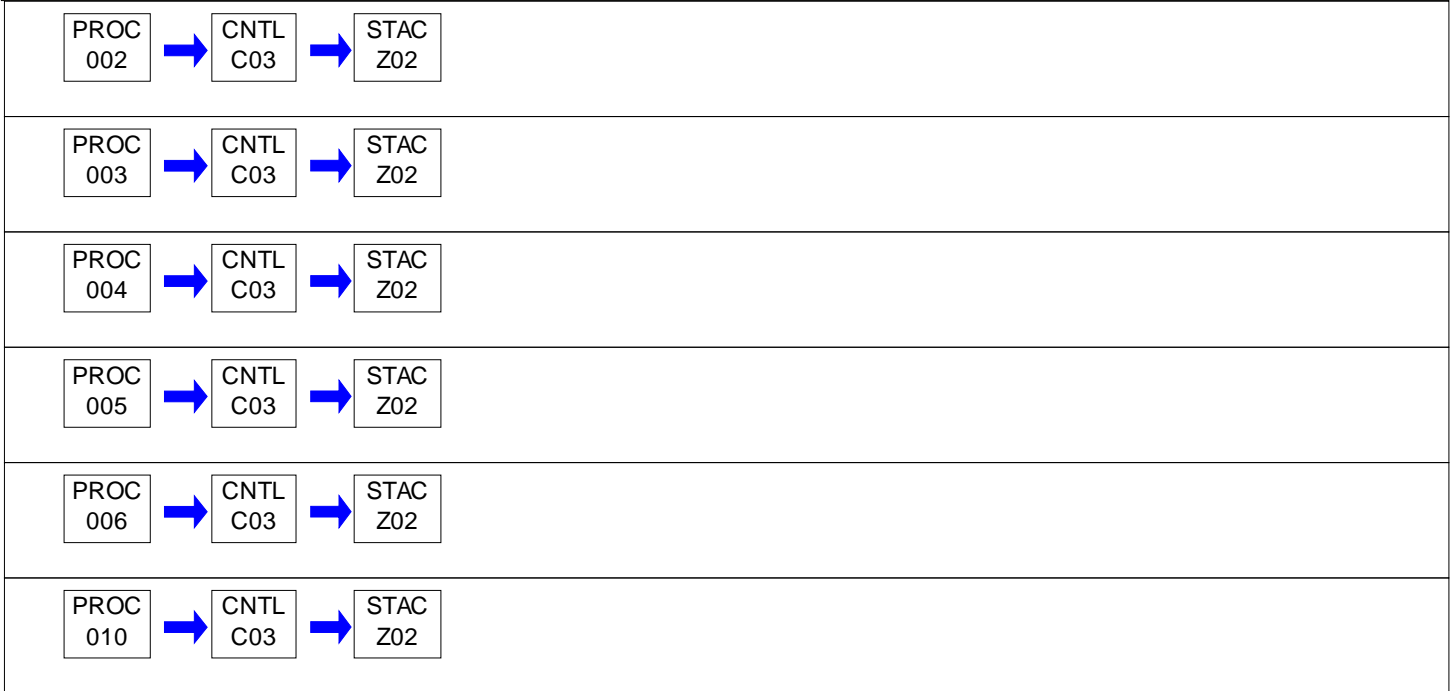 PROC
002
CNTL
C03
STAC
Z02
PROC
003
CNTL
C03
STAC
Z02
PROC
004
CNTL
C03
STAC
Z02
PROC
005
CNTL
C03
STAC
Z02
PROC
006
CNTL
C03
STAC
Z02
PROC
010
CNTL
C03
STAC
Z02